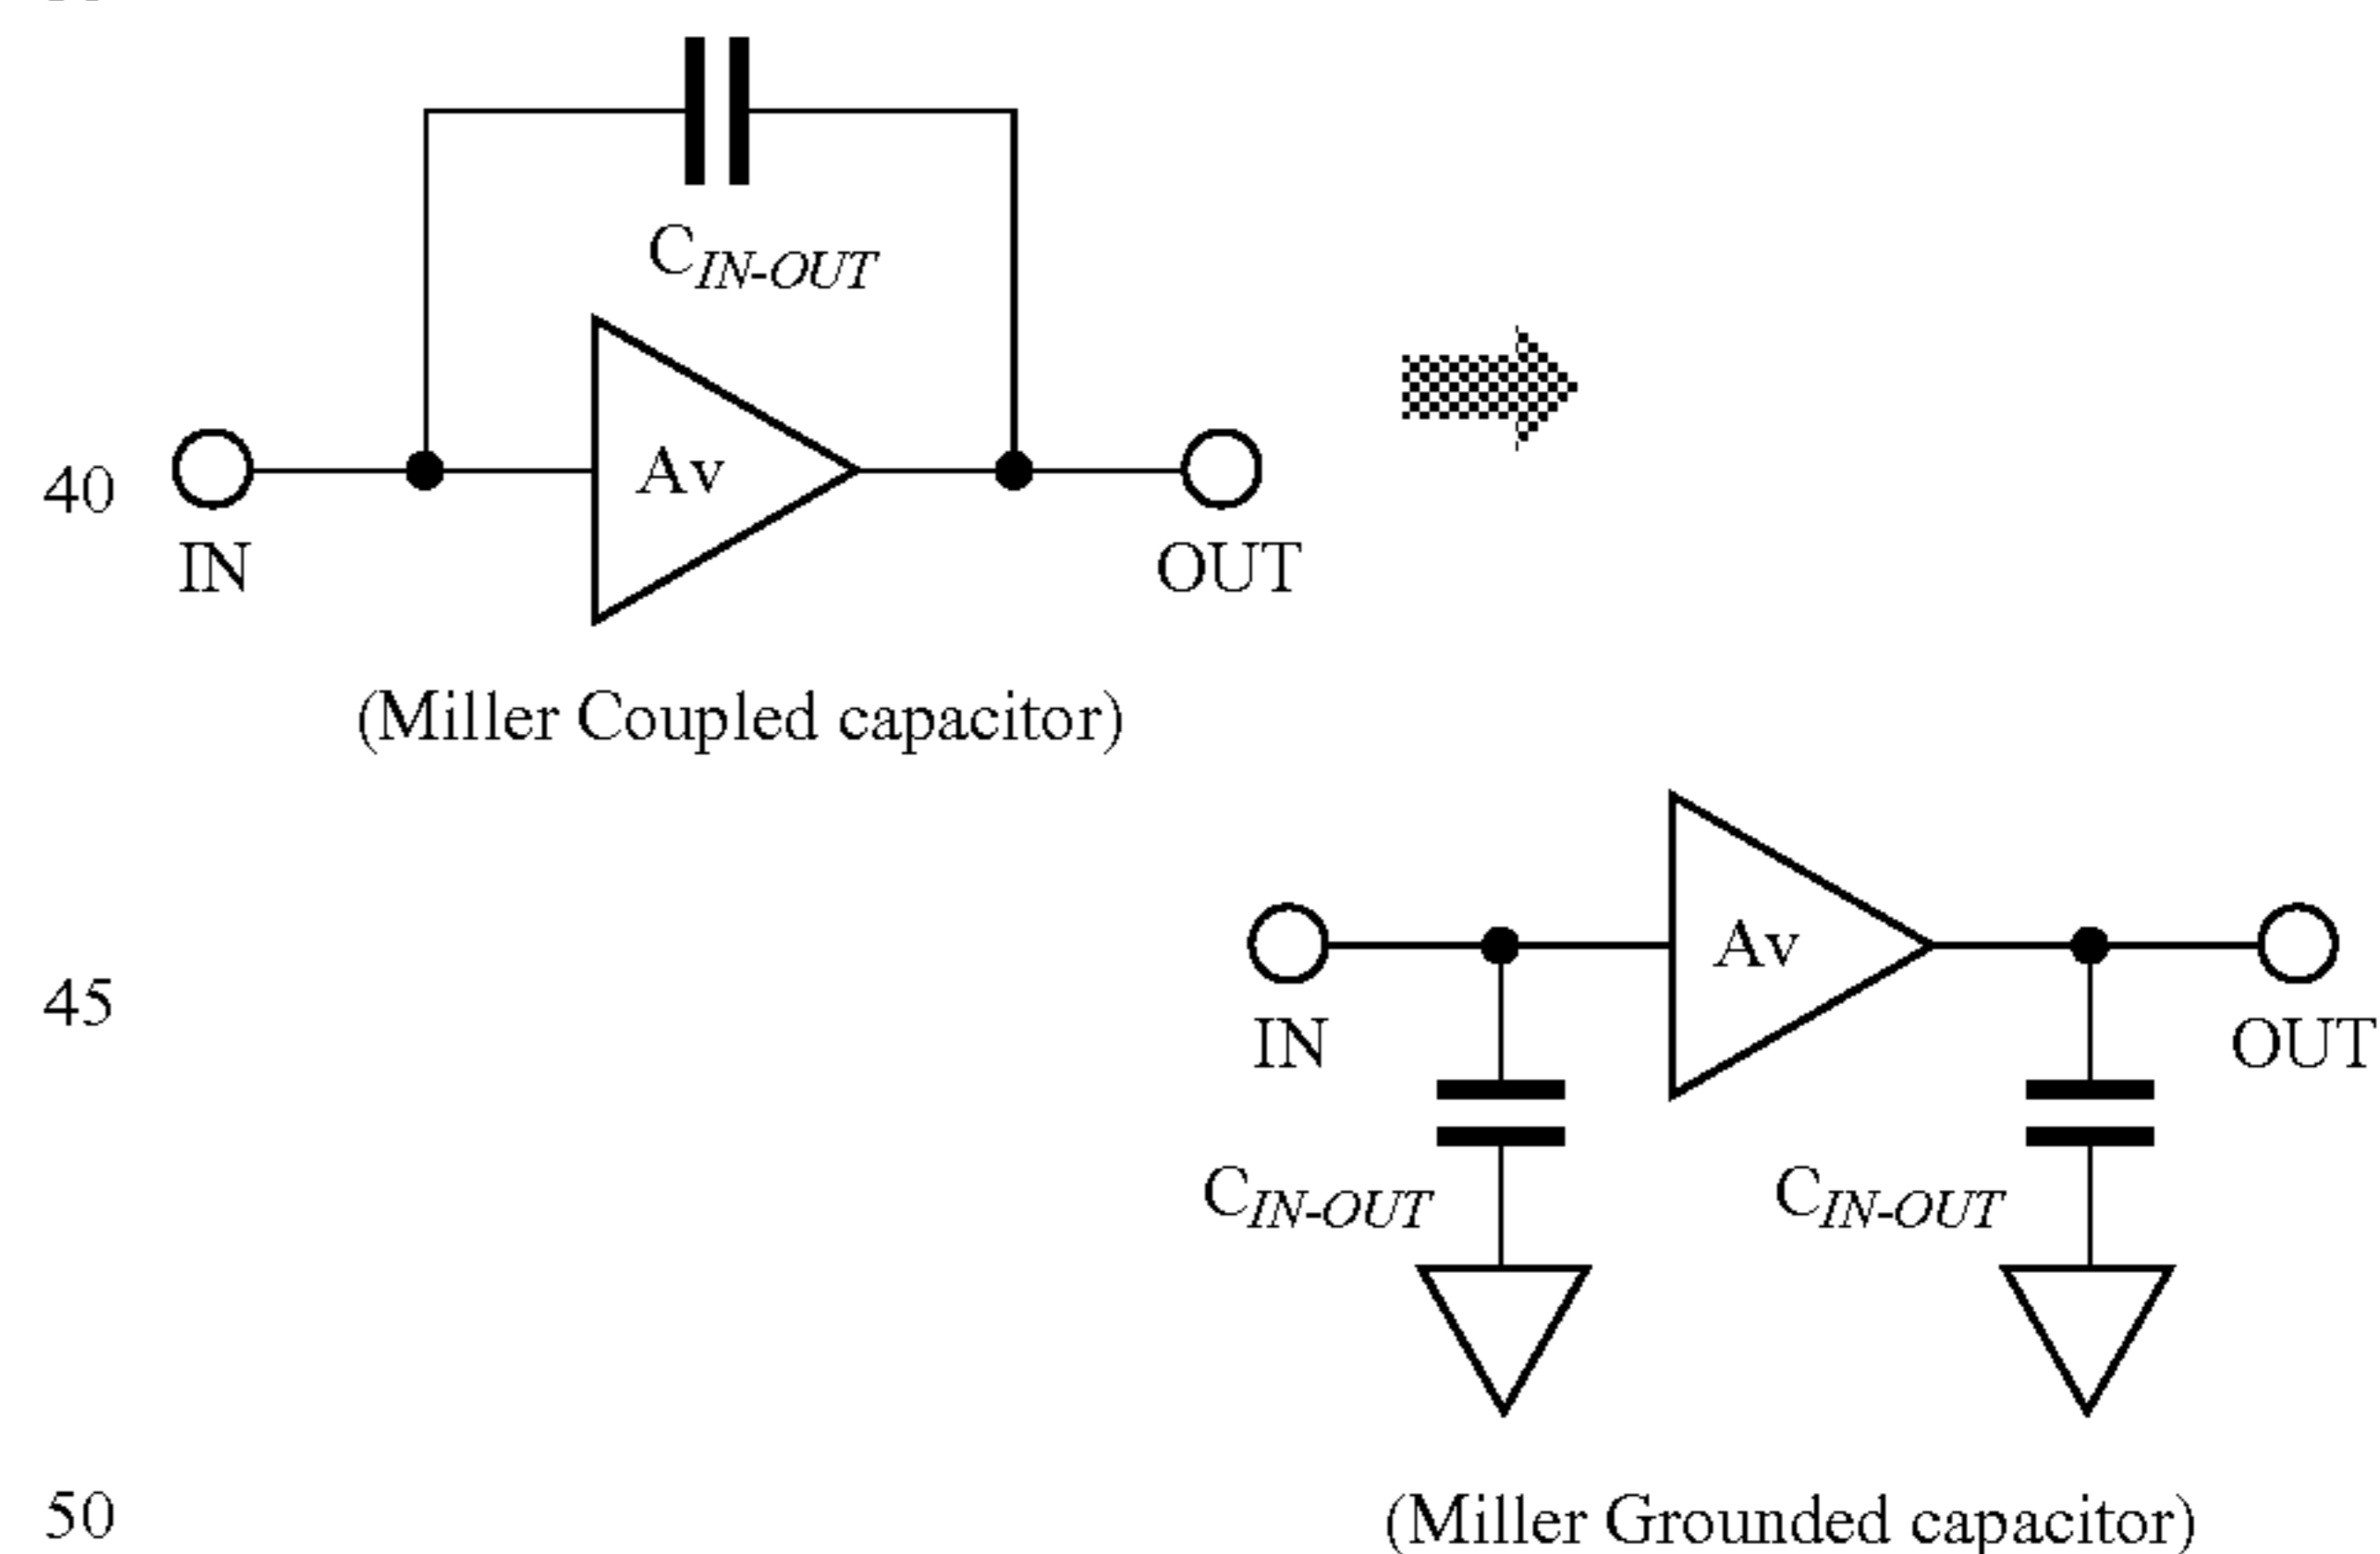 C_IN-OUT
Av
40
IN
OUT
(Miller Coupled capacitor)
Av
45
IN
OUT
C_IN-OUT
C_IN-OUT
50
(Miller Grounded capacitor)